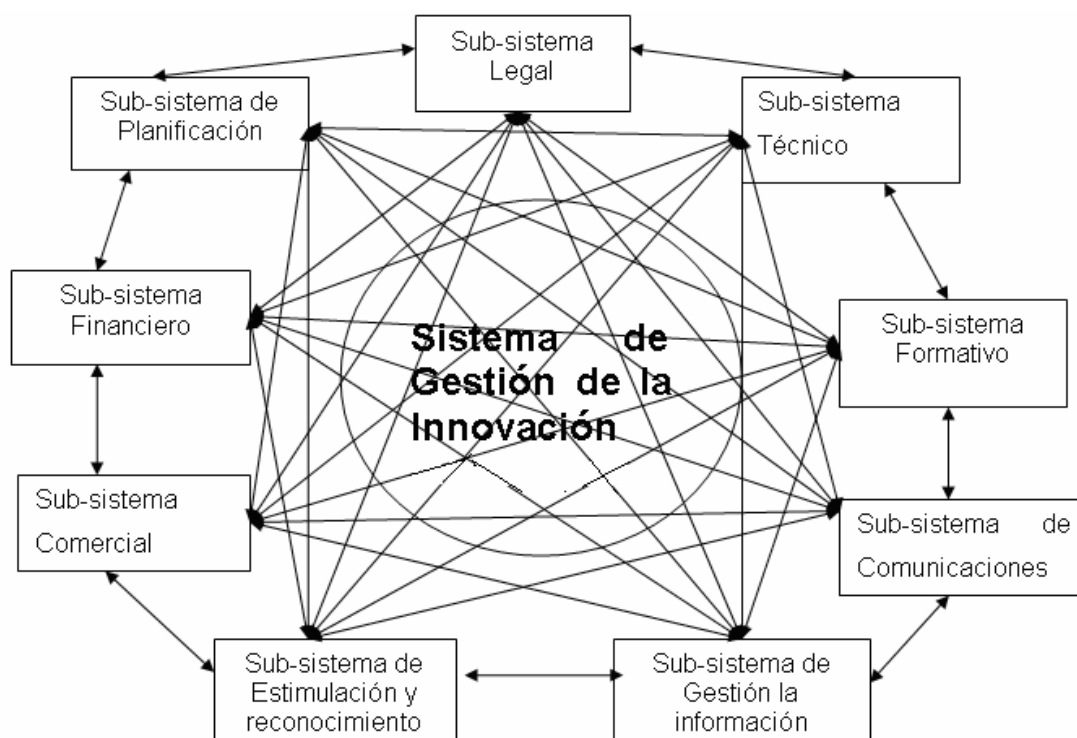 Sub-sistema
Legal
Sub-sistema de
Planificación
Sub-sistema
Técnico
Sub-sistema
Financiero
Sistema de
Gestión de la
Innovación
Sub-sistema
Formativo
Sub-sistema
Comercial
Sub-sistema de
Comunicaciones
Sub-sistema de
Estimulación y
reconocimiento
Sub-sistema de
Gestión la
información